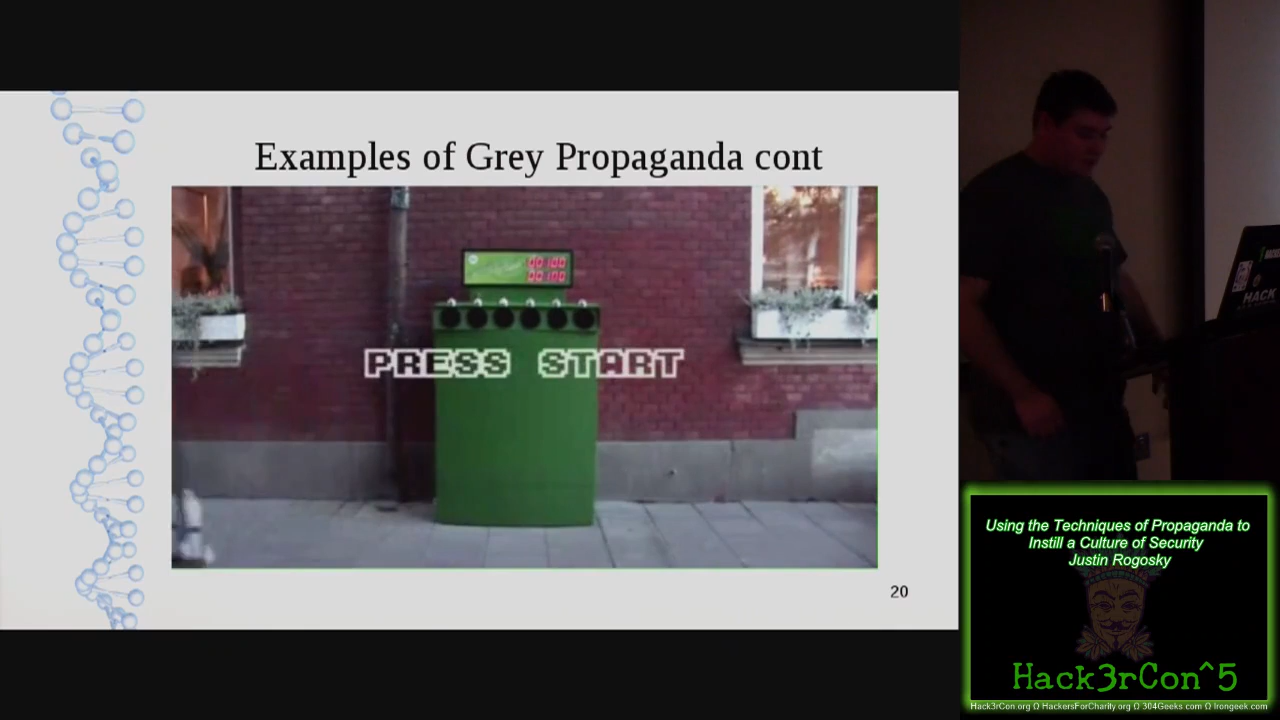 Examples of Grey Propaganda cont
PRESS START
20
HACK
Using the Techniques of Propaganda to
Instill a Culture of Security
Justin Rogosky
Hack3rCon^5
Hack3rCon.org Ω HackersForCharity.org Ω 304Geeks.com Ω Irongeek.com